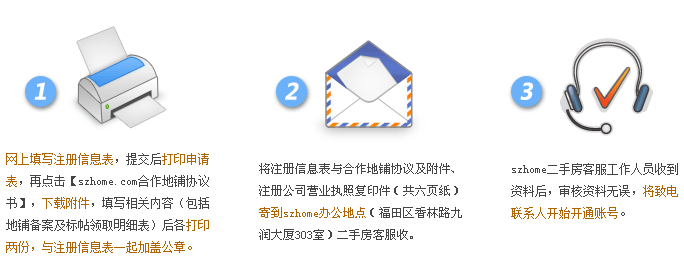 1
网上填写注册信息表，提交后打印申请
表，再点击【szhome.com合作地铺协议
书】，下载附件，填写相关内容（包括
地铺备案及标帖领取明细表）后各打印
两份，与注册信息表一起加盖公章。
2
将注册信息表与合作地铺协议及附件、
注册公司营业执照复印件（共六页纸）
寄到szhome办公地点（福田区香林路九
润大厦303室）二手房客服收。
3
szhome二手房客服工作人员收到
资料后，审核资料无误，将致电
联系人开始开通账号。